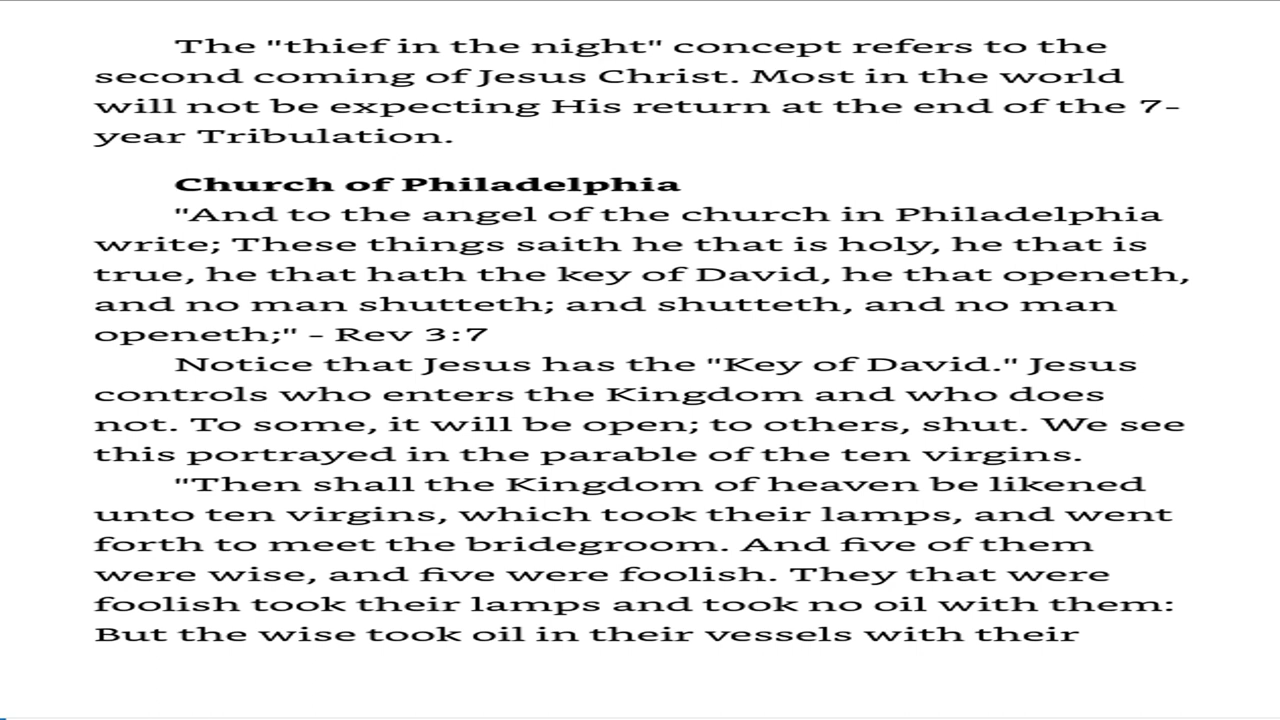 The "thief in the night" concept refers to the
second coming of Jesus Christ. Most in the world
will not be expecting His return at the end of the 7-
year Tribulation.
Church of Philadelphia
"And to the angel of the church in Philadelphia
write; These things saith he that is holy, he that is
true, he that hath the key of David, he that openeth,
and no man shutteth; and shutteth, and no man
openeth;" - Rev 3:7
Notice that Jesus has the "Key of David." Jesus
controls who enters the Kingdom and who does
not. To some, it will be open; to others, shut. We see
this portrayed in the parable of the ten virgins.
"Then shall the Kingdom of heaven be likened
unto ten virgins, which took their lamps, and went
forth to meet the bridegroom. And five of them
were wise, and five were foolish. They that were
foolish took their lamps and took no oil with them:
But the wise took oil in their vessels with their